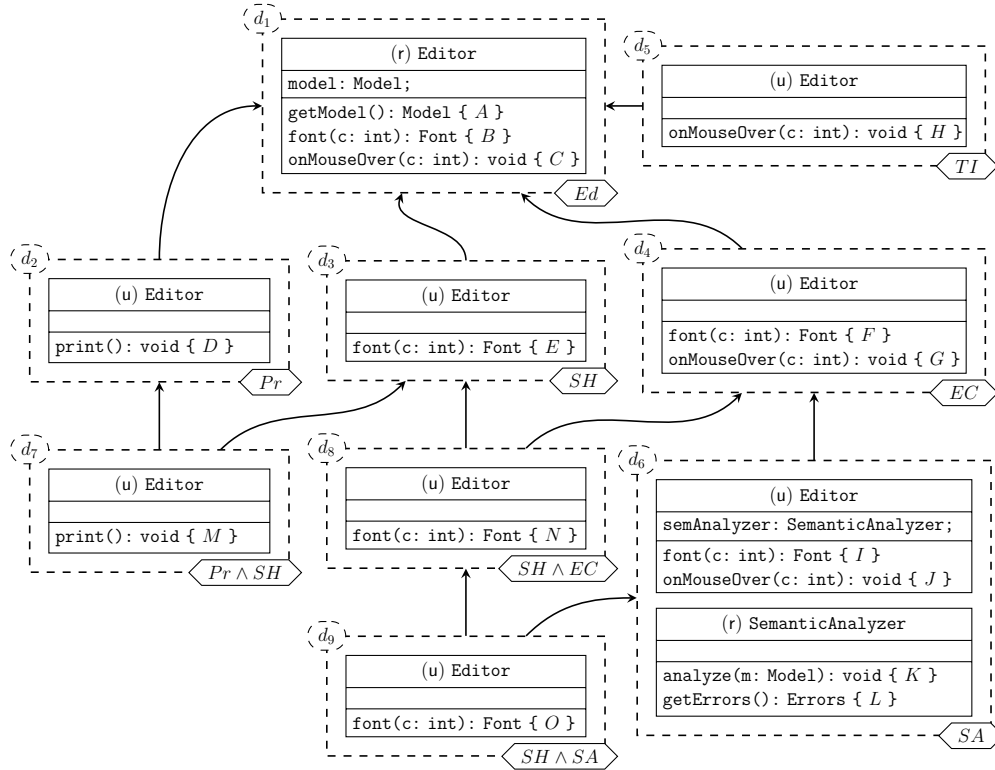 d₁
(r) Editor
model: Model;
getModel(): Model { A }
font(c: int): Font { B }
onMouseOver(c: int): void { C }
Ed
d₅
(u) Editor
onMouseOver(c: int): void { H }
TI
d₂
(u) Editor
print(): void { D }
Pr
d₃
(u) Editor
font(c: int): Font { E }
SH
d₄
(u) Editor
font(c: int): Font { F }
onMouseOver(c: int): void { G }
EC
d₇
(u) Editor
print(): void { M }
Pr ∧ SH
d₈
(u) Editor
font(c: int): Font { N }
SH ∧ EC
d₆
(u) Editor
semAnalyzer: SemanticAnalyzer;
font(c: int): Font { I }
onMouseOver(c: int): void { J }
(r) SemanticAnalyzer
analyze(m: Model): void { K }
getErrors(): Errors { L }
SA
d₉
(u) Editor
font(c: int): Font { O }
SH ∧ SA